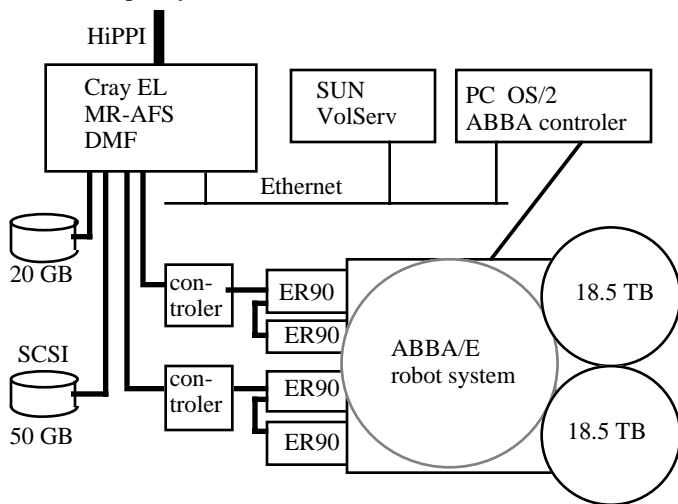 HiPPI
Cray EL
MR-AFS
DMF
SUN
VolServ
PC OS/2
ABBA controler
Ethernet
20 GB
con-
troler
ER90
ER90
18.5 TB
ABBA/E
robot system
SCSI
50 GB
con-
troler
ER90
ER90
18.5 TB